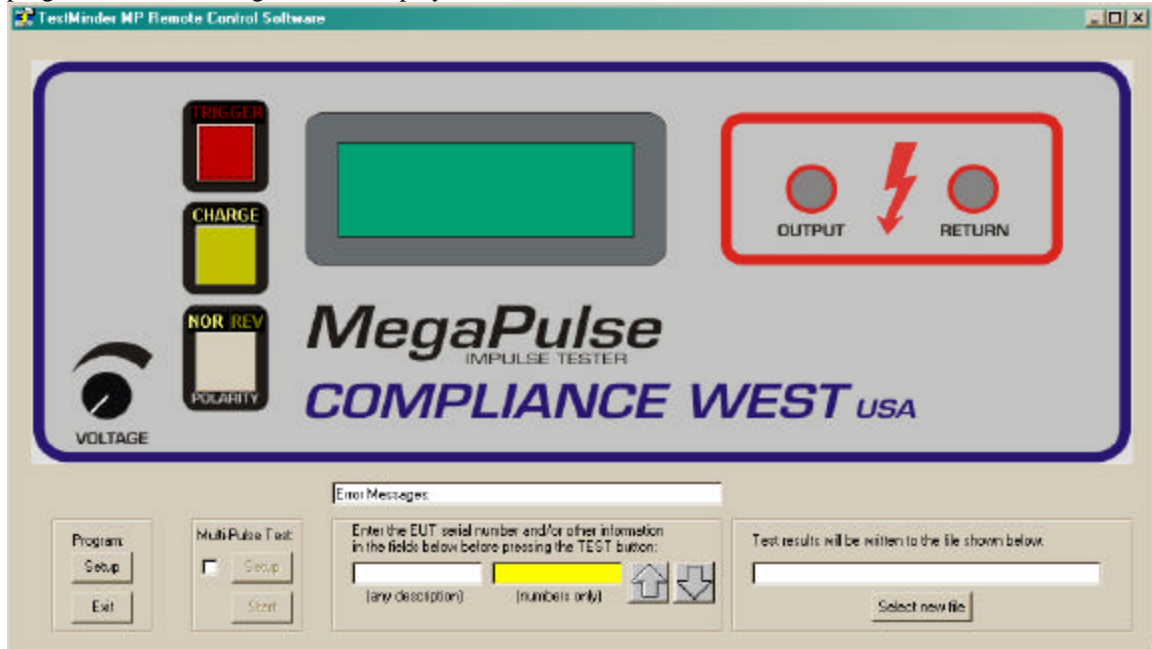 TestMinder MP Remote Control Software
TRIGGER
CHARGE
NOR REV
POLARITY
VOLTAGE
OUTPUT
RETURN
MegaPulse
IMPULSE TESTER
COMPLIANCE WEST USA
Error Messages:
Program:
Setup
Exit
Multi-Pulse Test:
Setup
Start
Enter the EUT serial number and/or other information
in the fields below before pressing the TEST button:
(any description)
(numbers only)
Test results will be written to the file shown below:
Select new file